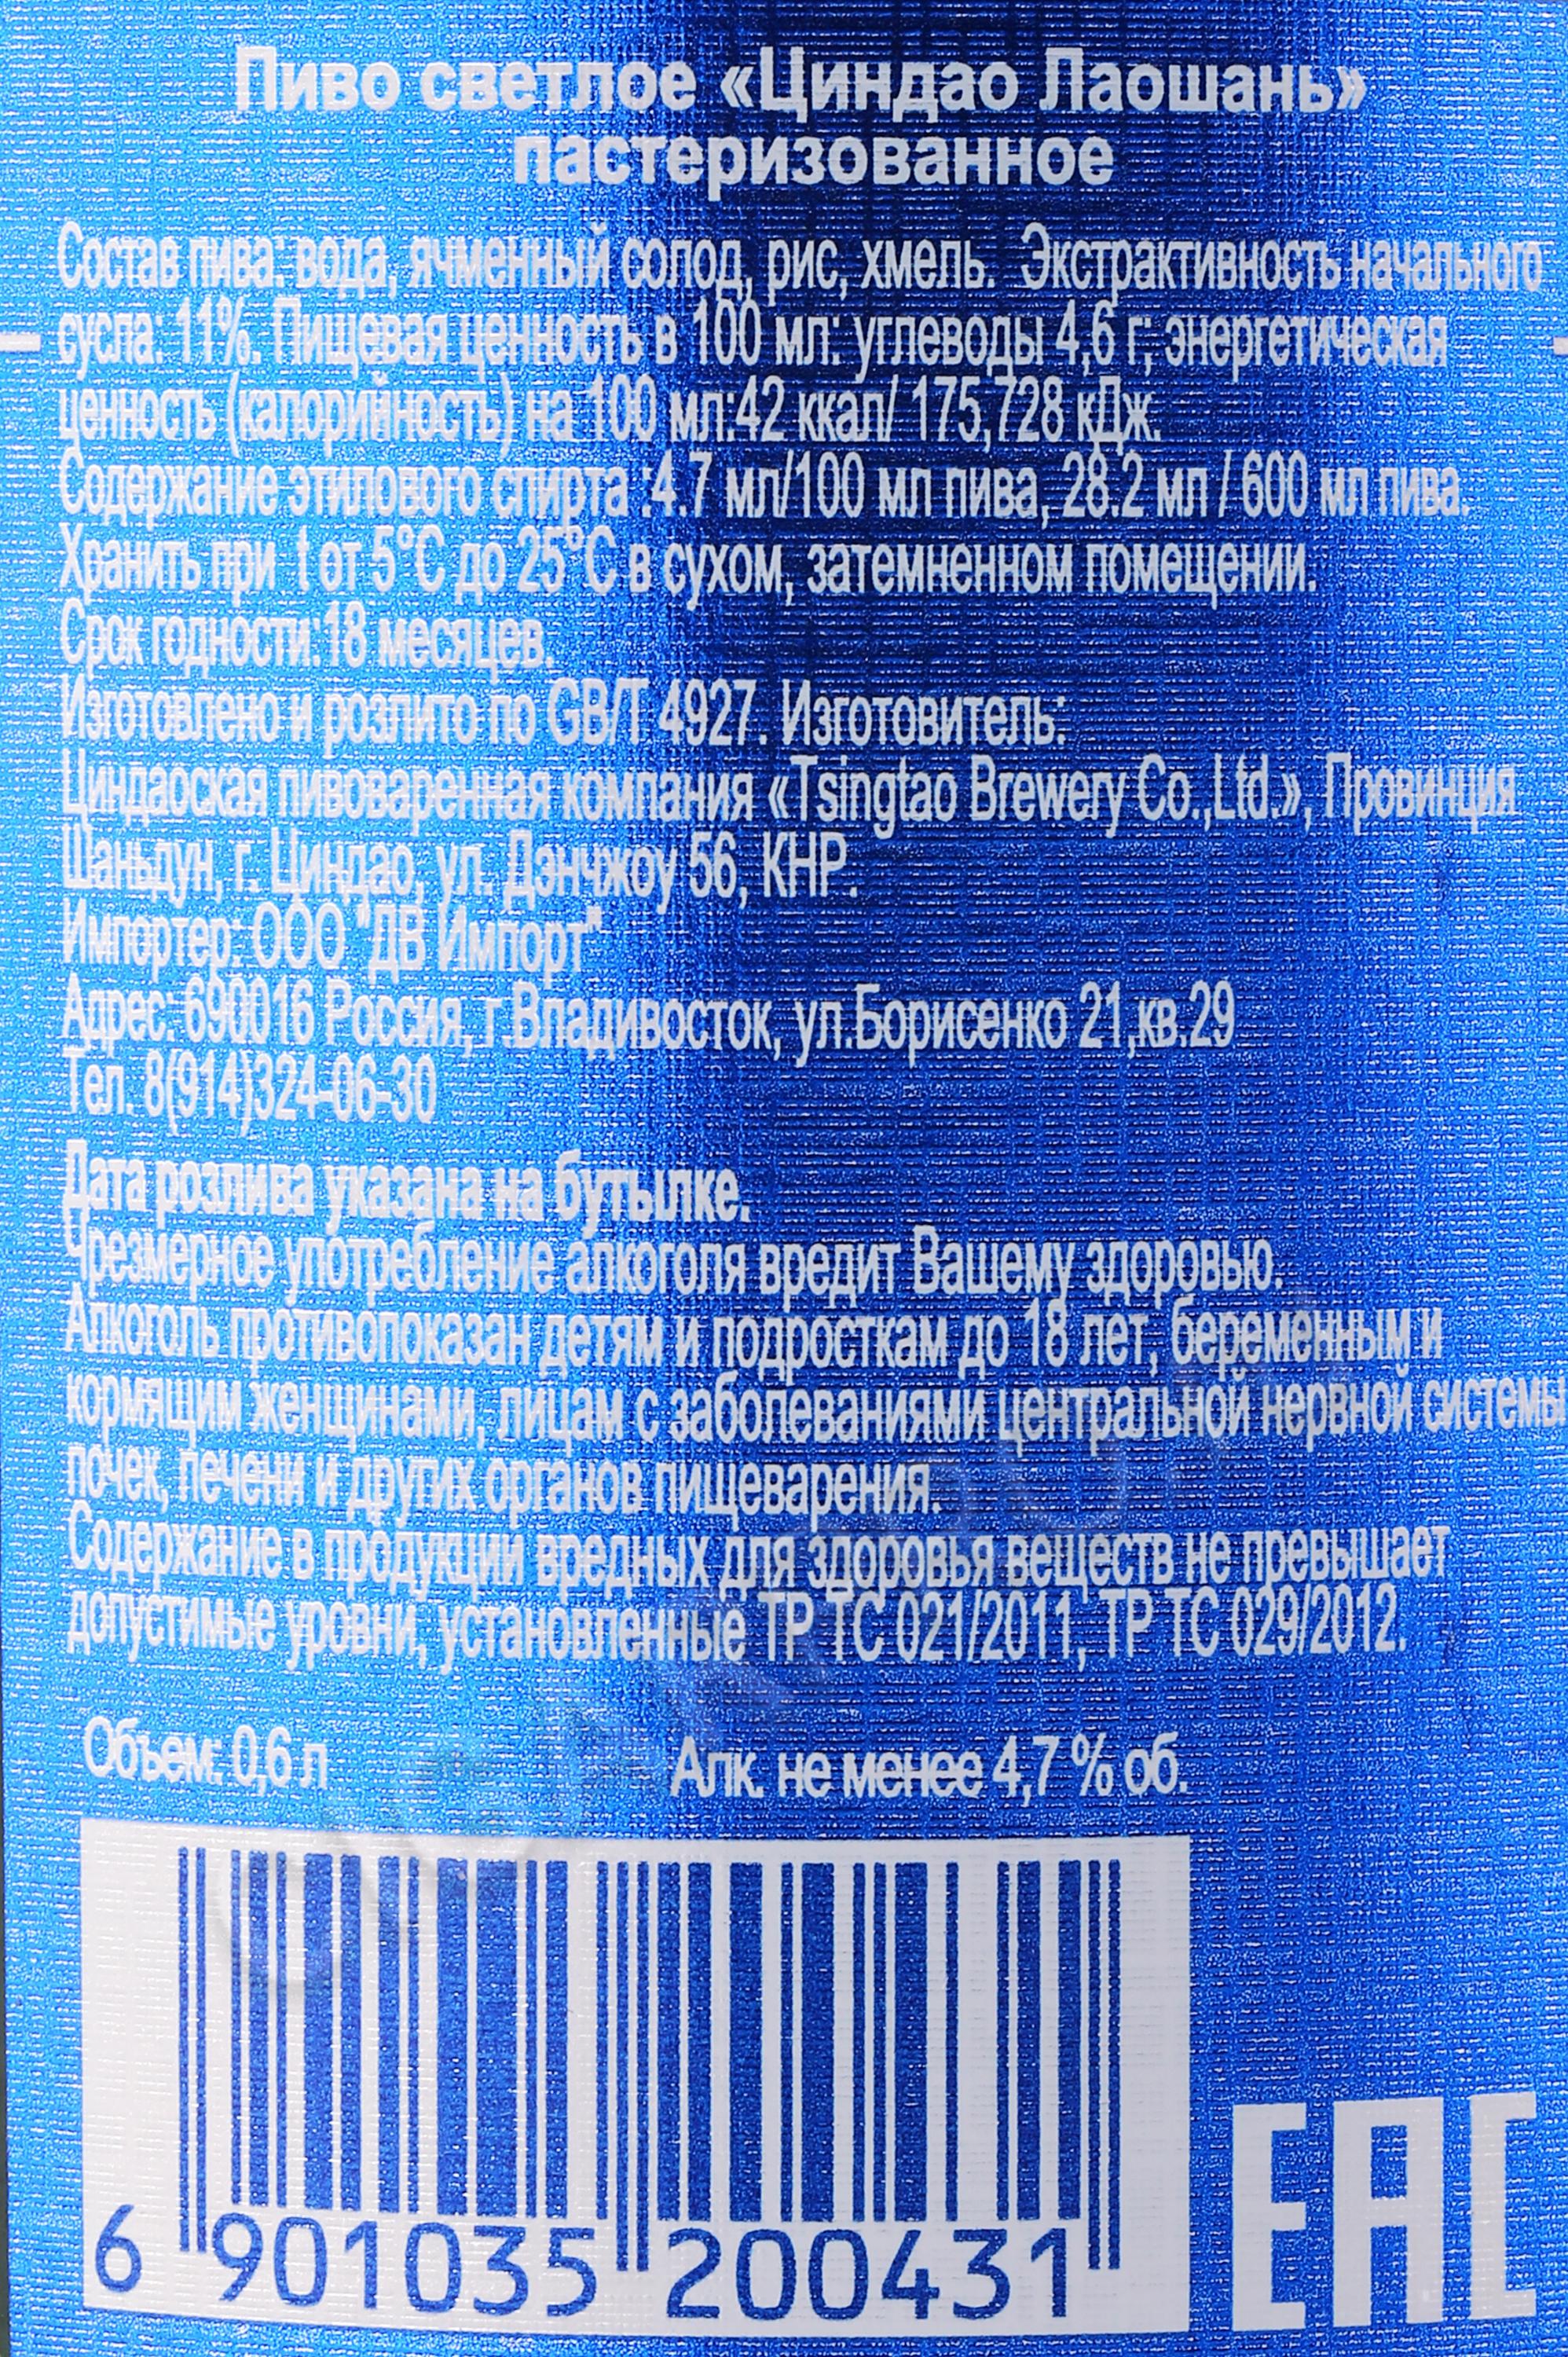 Пиво светлое «Циндао Лаошань»
пастеризованное
Состав пива: вода, ячменный солод, рис, хмель. Экстрактивность начального
сусла: 11%. Пищевая ценность в 100 мл: углеводы 4,6 г; энергетическая
ценность (калорийность) на 100 мл:42 ккал/ 175,728 кДж.
Содержание этилового спирта :4.7 мл/100 мл пива, 28.2 мл / 600 мл пива.
Хранить при t от 5°C до 25°C в сухом, затемненном помещении.
Срок годности:18 месяцев.
Изготовлено и розлито по GB/T 4927. Изготовитель:
Циндаоская пивоваренная компания «Tsingtao Brewery Co.,Ltd.», Провинция
Шаньдун, г. Циндао, ул. Дэнчжоу 56, КНР.
Импортер: ООО "ДВ Импорт"
Адрес: 690016 Россия, г.Владивосток, ул.Борисенко 21,кв.29
Тел. 8(914)324-06-30
Дата розлива указана на бутылке.
Чрезмерное употребление алкоголя вредит Вашему здоровью.
Алкоголь противопоказан детям и подросткам до 18 лет, беременным и
кормящим женщинами, лицам с заболеваниями центральной нервной системы
почек, печени и других органов пищеварения.
Содержание в продукции вредных для здоровья веществ не превышает
допустимые уровни, установленные ТР ТС 021/2011, ТР ТС 029/2012.
Объем: 0,6 л Алк. не менее 4,7 % об.
6 901035 200431
EAC